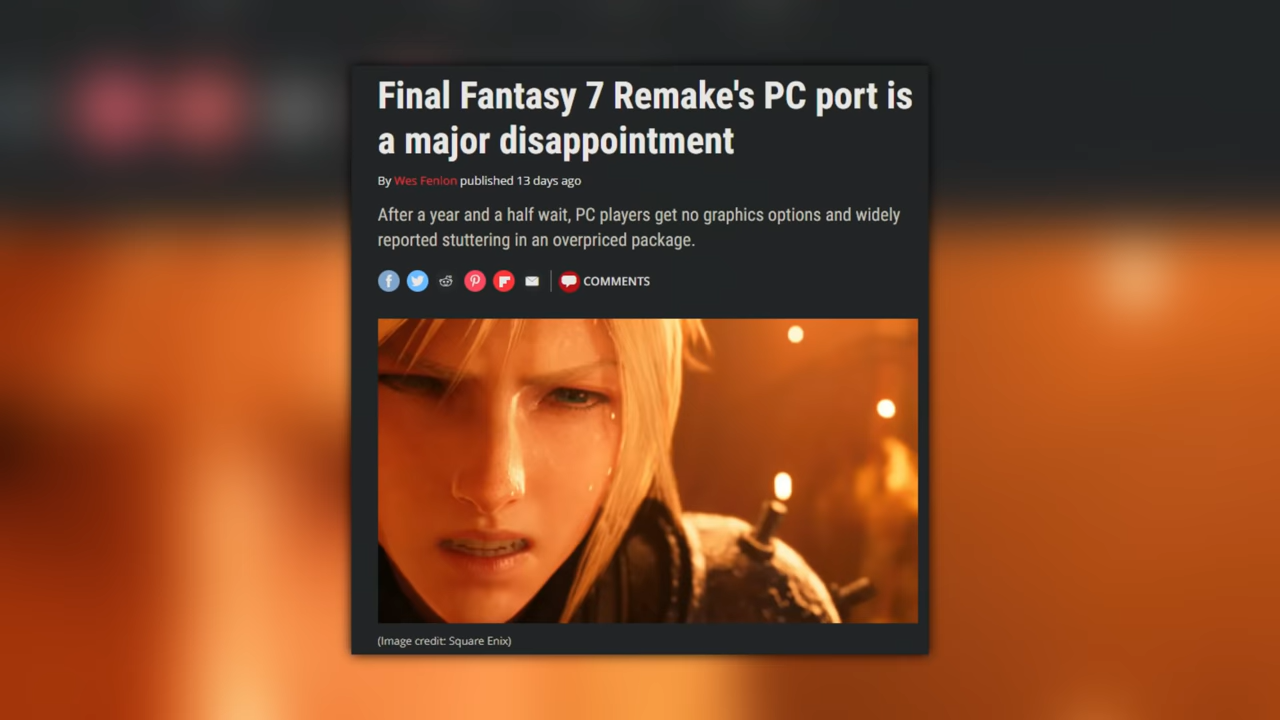 Final Fantasy 7 Remake's PC port is
a major disappointment
By Wes Fenlon published 13 days ago
After a year and a half wait, PC players get no graphics options and widely
reported stuttering in an overpriced package.
COMMENTS
(Image credit: Square Enix)